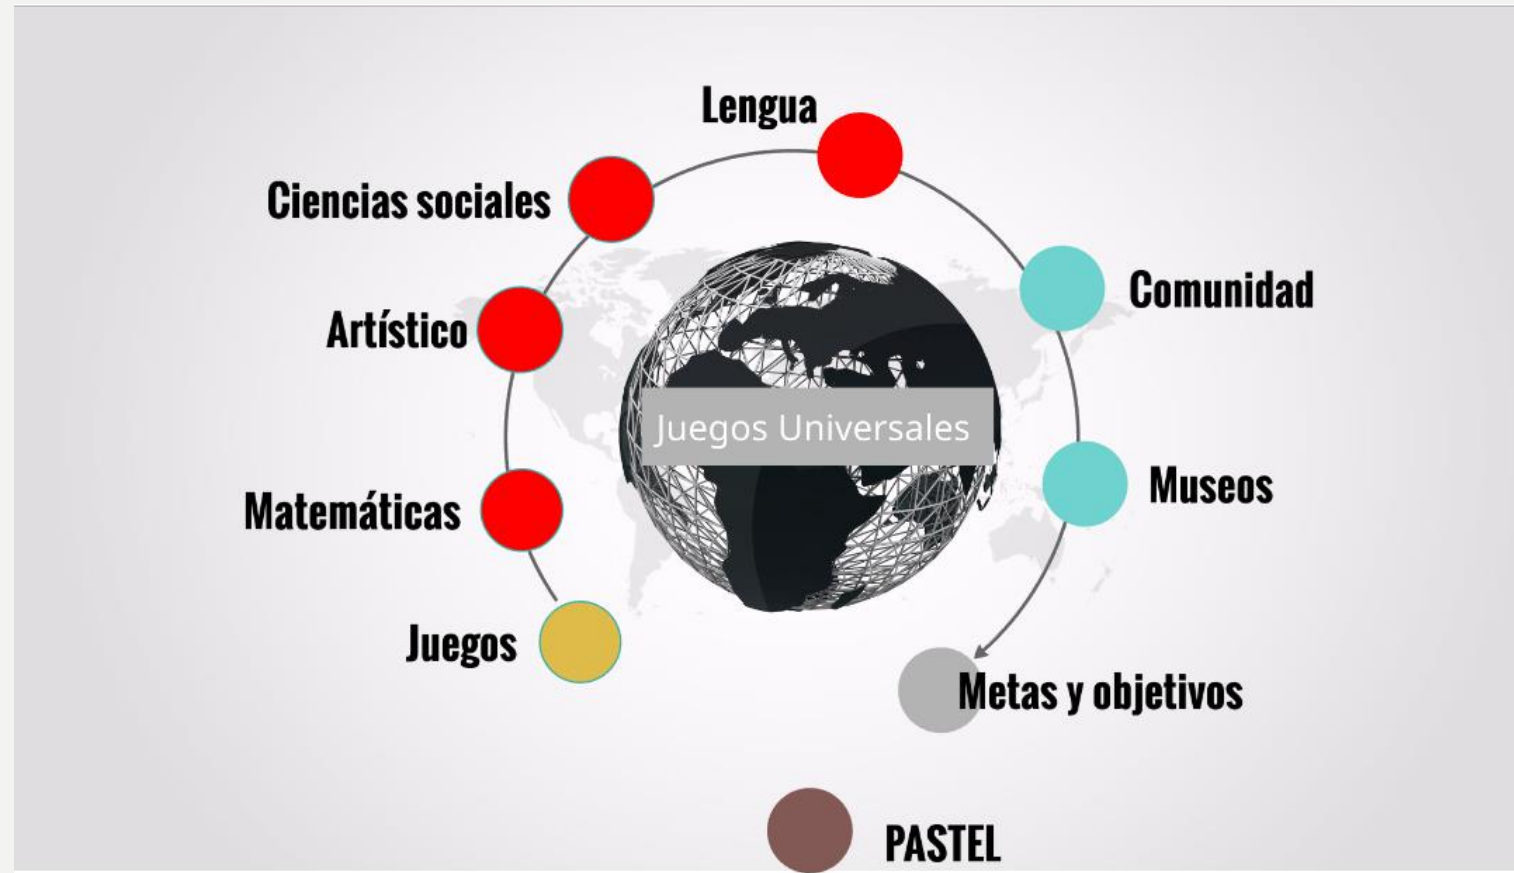 Lengua
Ciencias sociales
Comunidad
Artístico
Juegos Universales
Museos
Matemáticas
Juegos
Metas y objetivos
PASTEL